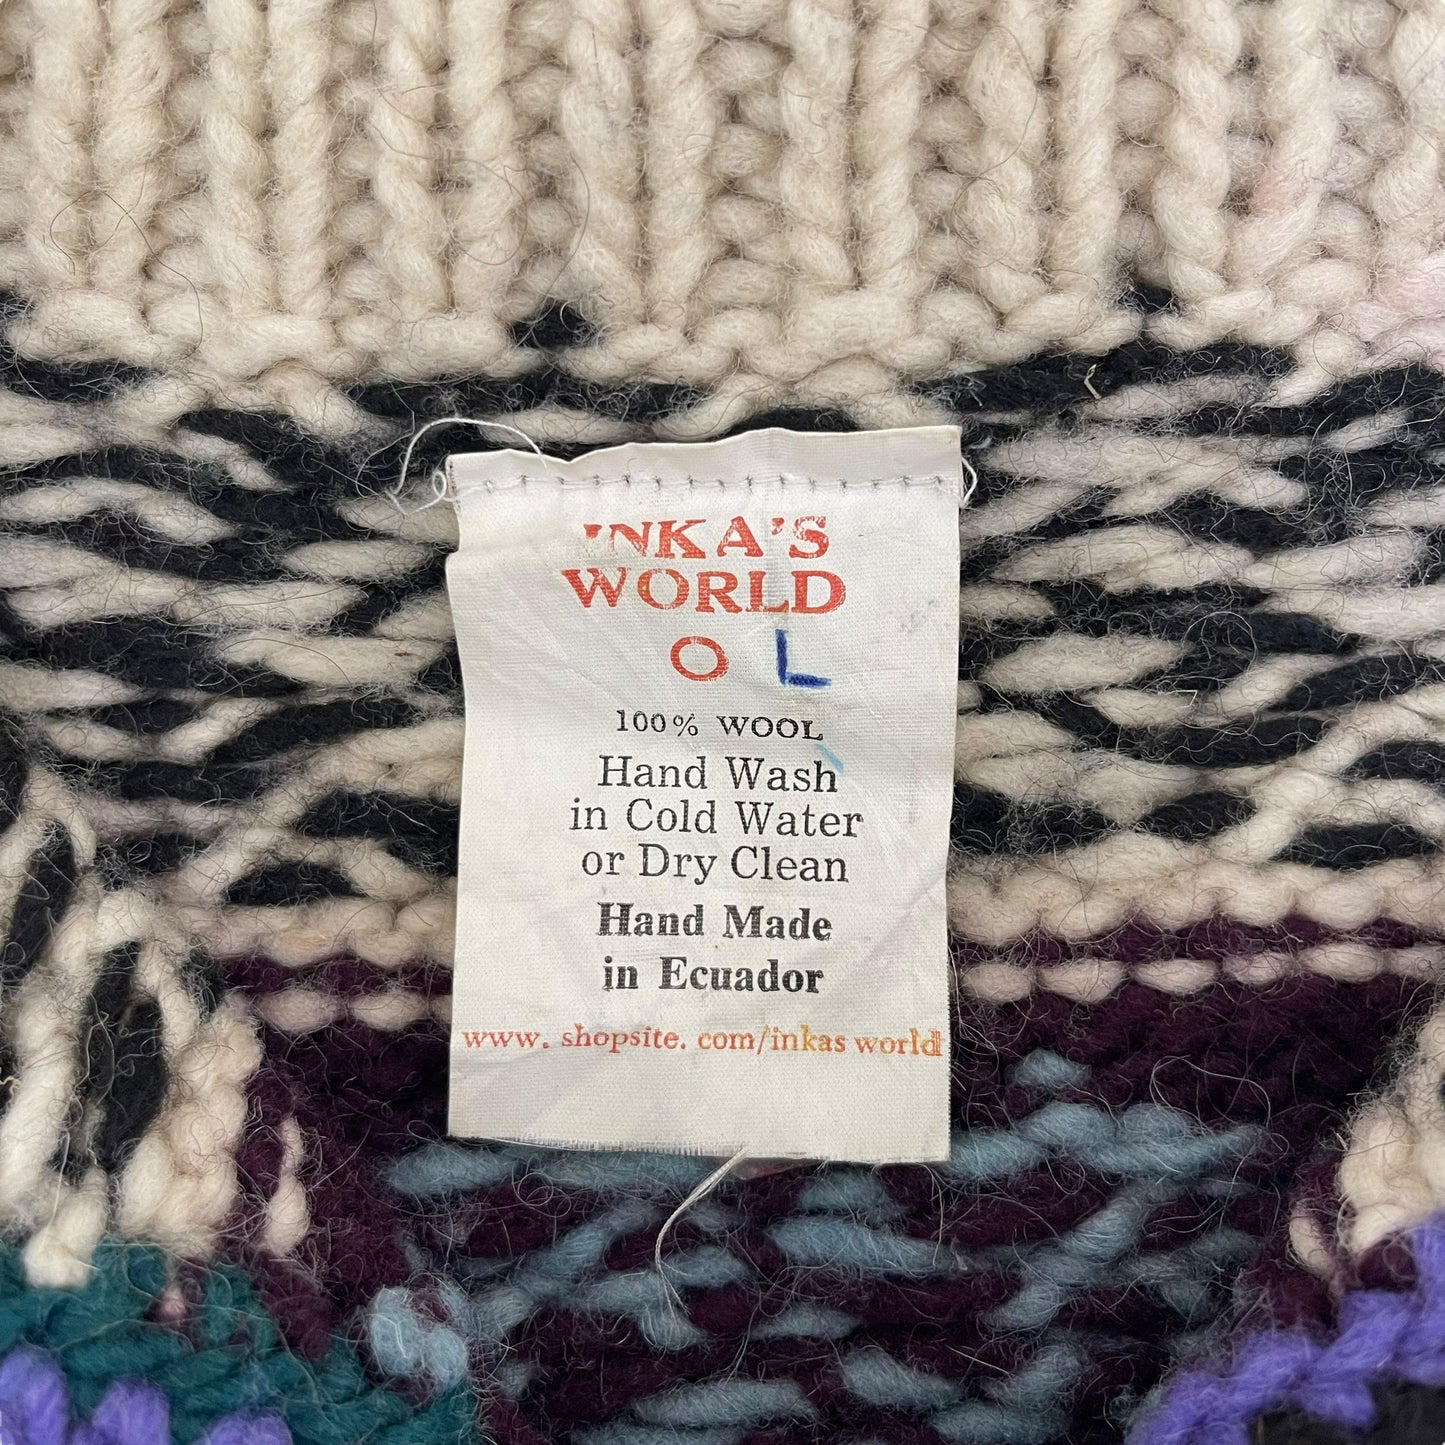 INKA'S
WORLD
O L
100% WOOL
Hand Wash
in Cold Water
or Dry Clean
Hand Made
in Ecuador
www. shopsite. com/inkas world